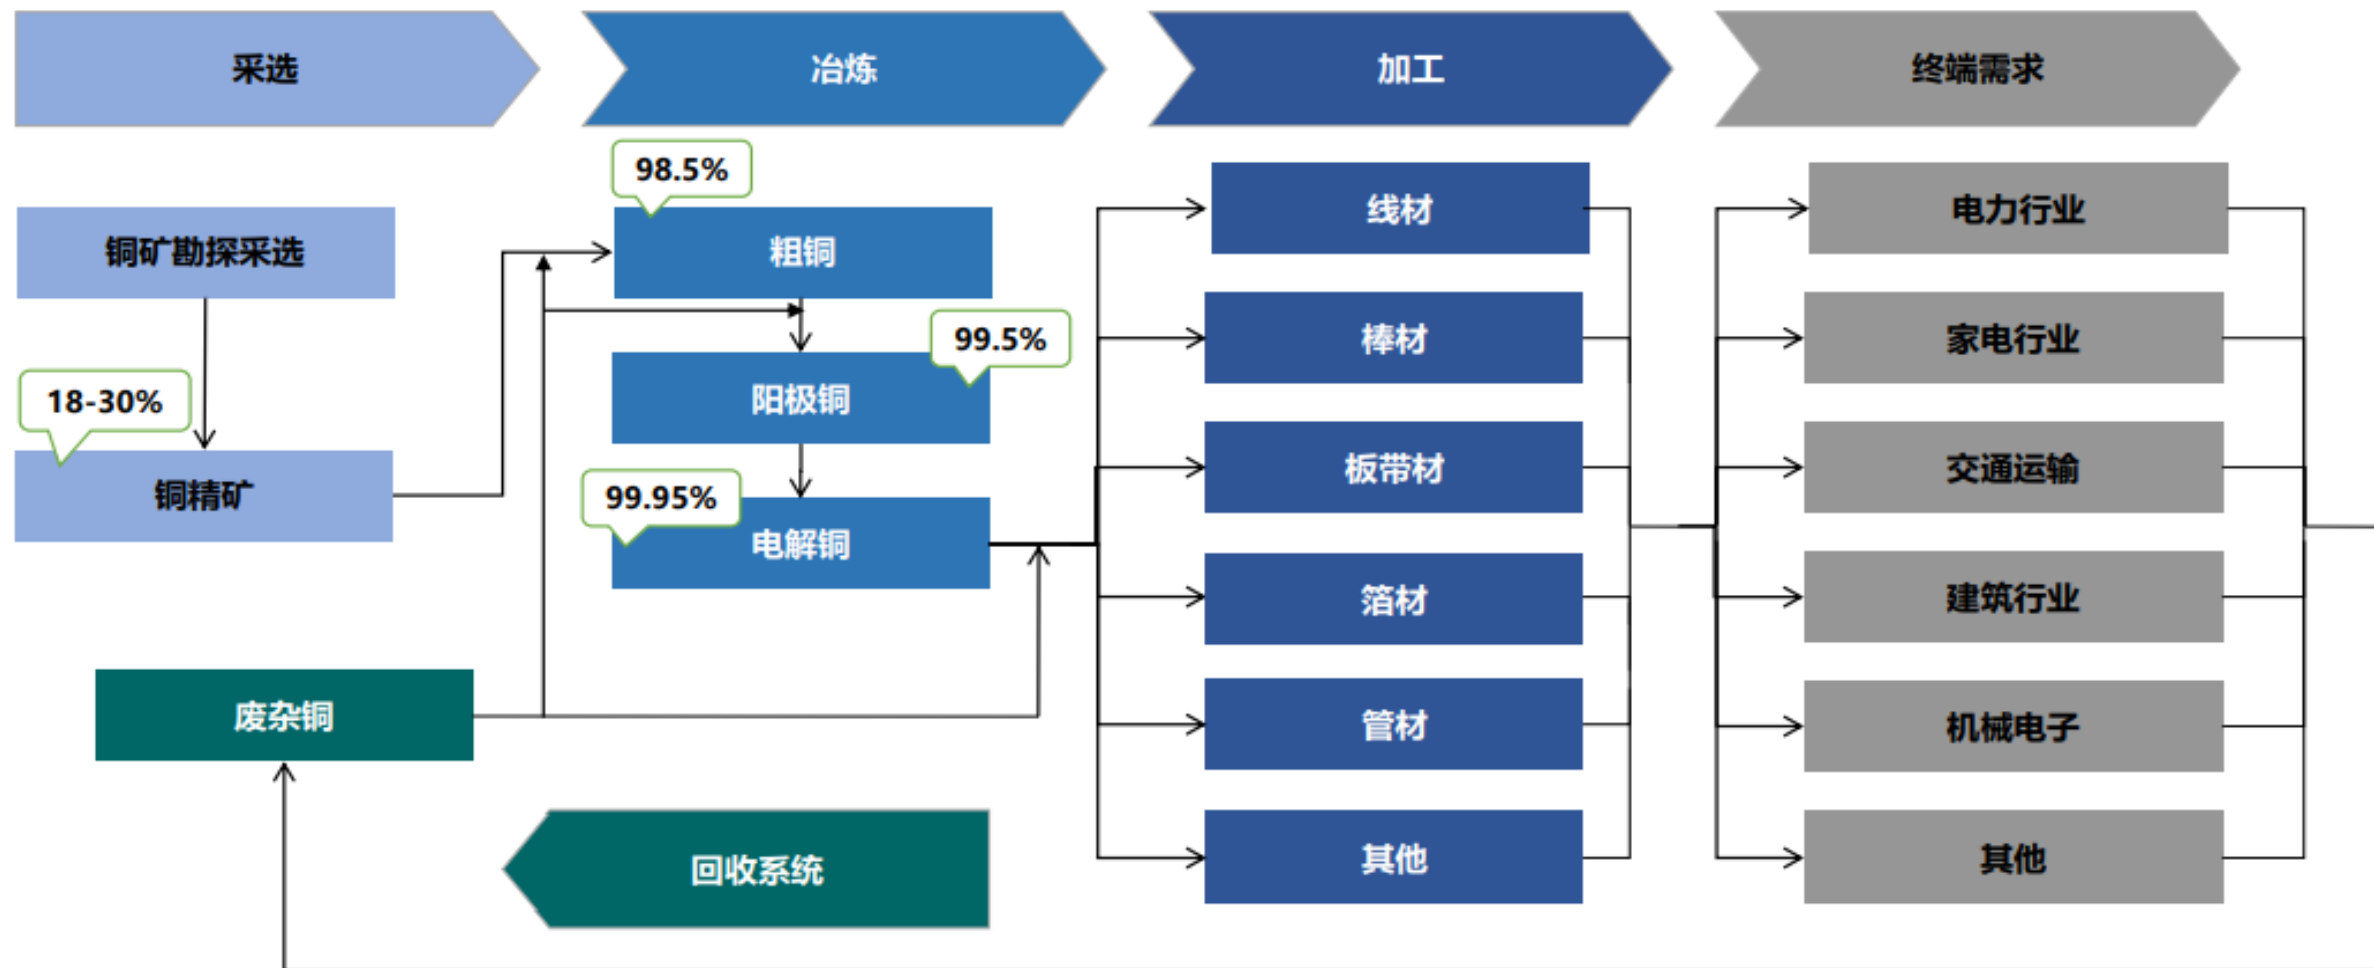 采选
冶炼
加工
终端需求
98.5%
铜矿勘探采选
粗铜
99.5%
18-30%
阳极铜
铜精矿
99.95%
电解铜
废杂铜
回收系统
线材
棒材
板带材
箔材
管材
其他
电力行业
家电行业
交通运输
建筑行业
机械电子
其他